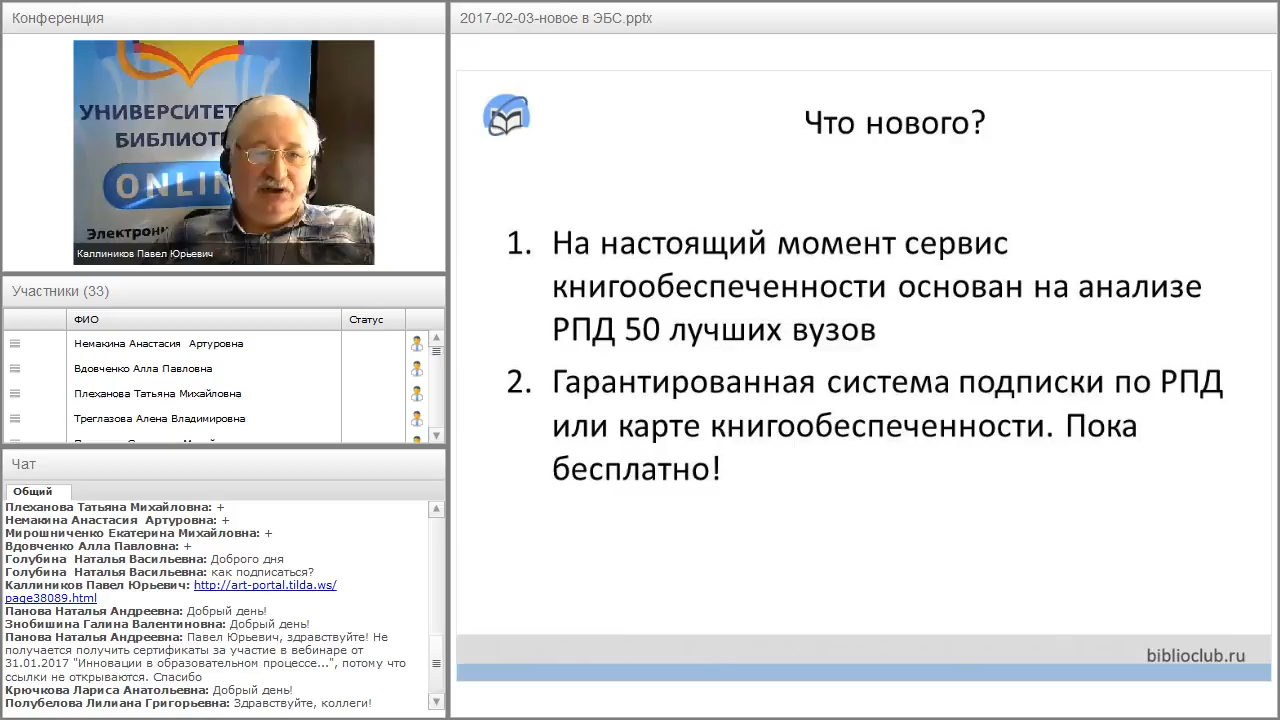 Конференция
УНИВЕРСИТЕТ
БИБЛИОТ
ONLIN
Электрон
Каллиников Павел Юрьевич
Участники (33)
ФИО
Статус
Немакина Анастасия  Артуровна
Вдовченко Алла Павловна
Плеханова Татьяна Михайловна
Треглазова Алена Владимировна
Чат
Общий
Плеханова Татьяна Михайловна: +
Немакина Анастасия  Артуровна: +
Мирошниченко Екатерина Михайловна: +
Вдовченко Алла Павловна: +
Голубина  Наталья Васильевна: Доброго дня
Голубина  Наталья Васильевна: как подписаться?
Каллиников Павел Юрьевич: http://art-portal.tilda.ws/
page38089.html
Панова Наталья Андреевна: Добрый день!
Знобишина Галина Валентиновна: Добрый день!
Панова Наталья Андреевна: Павел Юрьевич, здравствуйте! Не
получается получить сертификаты за участие в вебинаре от
31.01.2017 "Инновации в образовательном процессе...", потому что
ссылки не открываются. Спасибо
Крючкова Лариса Анатольевна: Добрый день!
Полубелова Лилиана Григорьевна: Здравствуйте, коллеги!
2017-02-03-новое в ЭБС.pptx
Что нового?
1. На настоящий момент сервис
книгообеспеченности основан на анализе
РПД 50 лучших вузов
2. Гарантированная система подписки по РПД
или карте книгообеспеченности. Пока
бесплатно!
biblioclub.ru